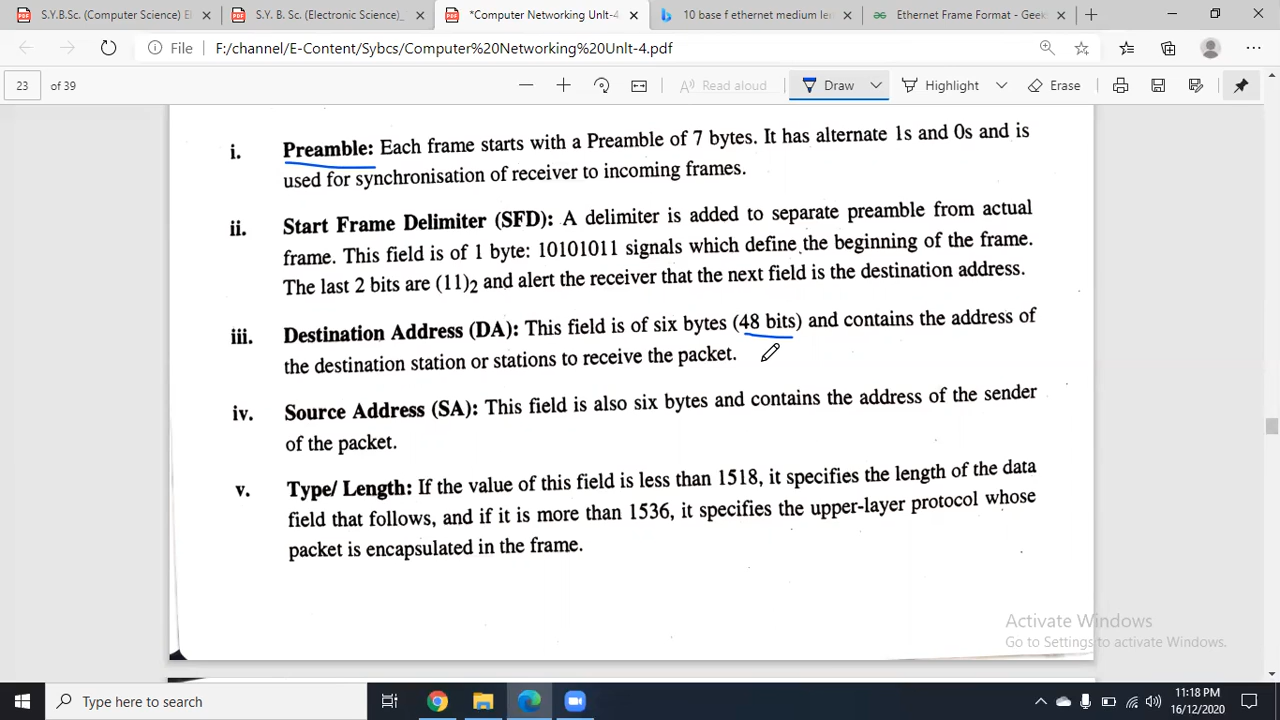 S.Y.B.Sc. (Computer Science) E
S.Y. B. Sc. (Electronic Science)_
*Computer Networking Unlt-4.pdf
10 base t ethernet medium len
Ethernet Frame Format - Geek
File
F:/channel/E-Content/Sybcs/Computer%20Networking%20Unlt-4.pdf
23 of 39
Read aloud
Draw
Highlight
Erase
i. Preamble: Each frame starts with a Preamble of 7 bytes. It has alternate 1s and 0s and is
used for synchronisation of receiver to incoming frames.
ii. Start Frame Delimiter (SFD): A delimiter is added to separate preamble from actual
frame. This field is of 1 byte: 10101011 signals which define the beginning of the frame.
The last 2 bits are (11)2 and alert the receiver that the next field is the destination address.
iii. Destination Address (DA): This field is of six bytes (48 bits) and contains the address of
the destination station or stations to receive the packet.
iv. Source Address (SA): This field is also six bytes and contains the address of the sender
of the packet.
v. Type/ Length: If the value of this field is less than 1518, it specifies the length of the data
field that follows, and if it is more than 1536, it specifies the upper-layer protocol whose
packet is encapsulated in the frame.
Activate Windows
Go to Settings to activate Windows.
Type here to search
11:18 PM
16/12/2020